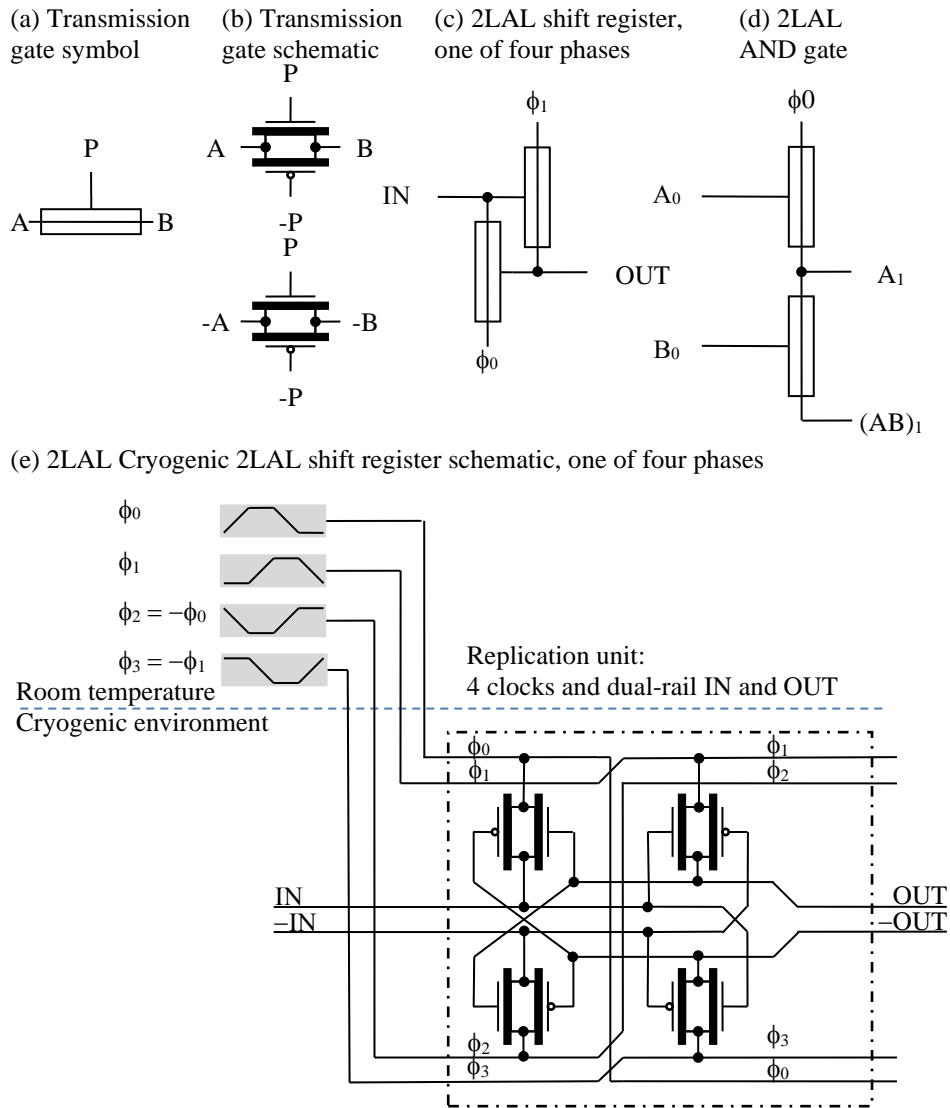 (a) Transmission
gate symbol
(b) Transmission
gate schematic
(c) 2LAL shift register,
one of four phases
(d) 2LAL
AND gate
P
A
B
P
A
B
-P
P
-A
-B
-P
ϕ₁
IN
OUT
ϕ₀
ϕ0
A₀
A₁
B₀
(AB)₁
(e) 2LAL Cryogenic 2LAL shift register schematic, one of four phases
ϕ₀
ϕ₁
ϕ₂ = −ϕ₀
ϕ₃ = −ϕ₁
Room temperature
Cryogenic environment
Replication unit:
4 clocks and dual-rail IN and OUT
ϕ₀
ϕ₁
ϕ₁
ϕ₂
IN
−IN
OUT
−OUT
ϕ₂
ϕ₃
ϕ₃
ϕ₀